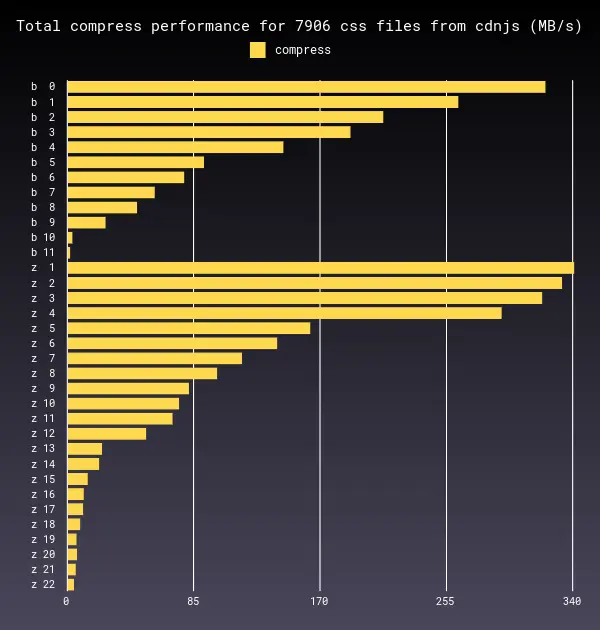 Total compress performance for 7906 css files from cdnjs (MB/s)
compress
b 0
b 1
b 2
b 3
b 4
b 5
b 6
b 7
b 8
b 9
b 10
b 11
z 1
z 2
z 3
z 4
z 5
z 6
z 7
z 8
z 9
z 10
z 11
z 12
z 13
z 14
z 15
z 16
z 17
z 18
z 19
z 20
z 21
z 22
0 85 170 255 340